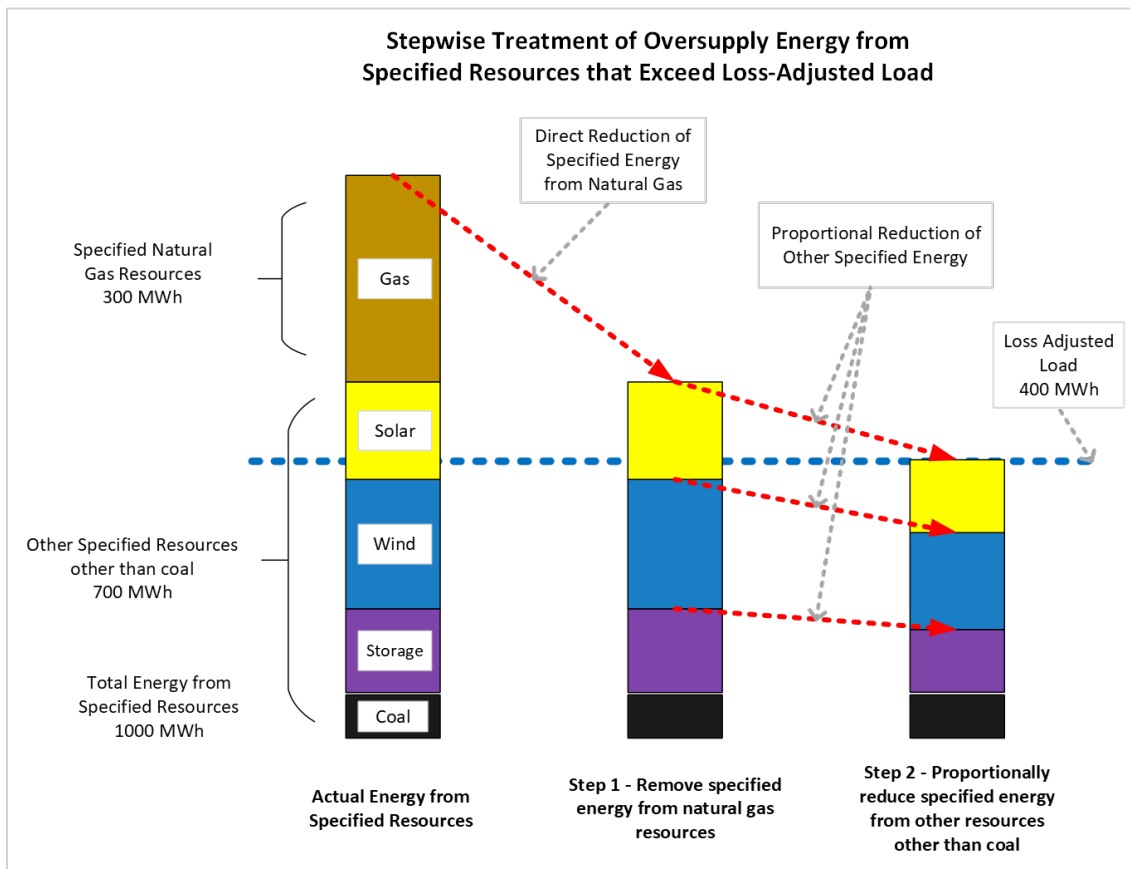 Stepwise Treatment of Oversupply Energy from
Specified Resources that Exceed Loss-Adjusted Load
Direct Reduction of
Specified Energy
from Natural Gas
Proportional Reduction of
Other Specified Energy
Specified Natural
Gas Resources
300 MWh
Gas
Loss Adjusted
Load
400 MWh
Solar
Other Specified Resources
other than coal
700 MWh
Wind
Storage
Total Energy from
Specified Resources
1000 MWh
Coal
Actual Energy from
Specified Resources
Step 1 - Remove specified
energy from natural gas
resources
Step 2 - Proportionally
reduce specified energy
from other resources
other than coal